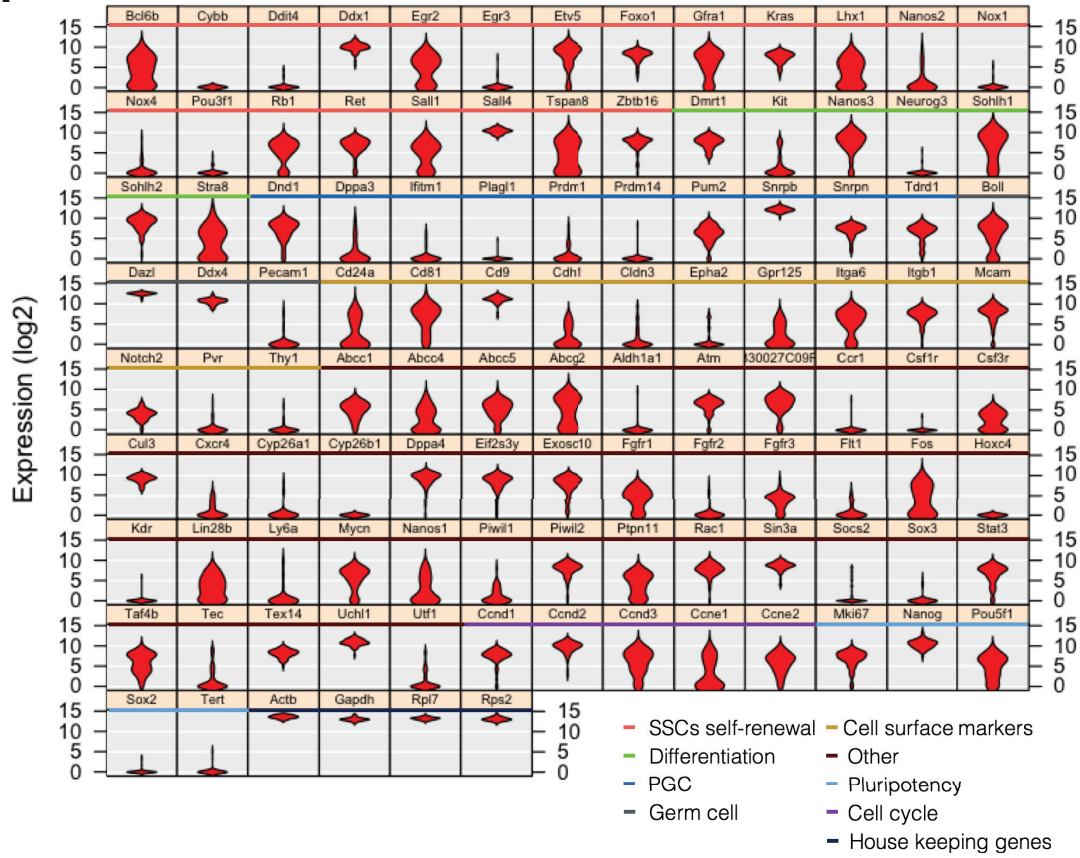 Bcl6b Cybb Ddit4 Ddx1 Egr2 Egr3 Etv5 Foxo1 Gfra1 Kras Lhx1 Nanos2 Nox1
15 15
10 10
5 5
0 0
Nox4 Pou3f1 Rb1 Ret Sall1 Sall4 Tspan8 Zbtb16 Dmrt1 Kit Nanos3 Neurog3 Sohlh1
15 15
10 10
5 5
0 0
Sohlh2 Stra8 Dnd1 Dppa3 Ifitm1 Plagl1 Prdm1 Prdm14 Pum2 Snrpb Snrpn Tdrd1 Boll
15 15
10 10
5 5
0 0
Dazl Ddx4 Pecam1 Cd24a Cd81 Cd9 Cdh1 Cldn3 Epha2 Gpr125 Itga6 Itgb1 Mcam
15 15
10 10
5 5
0 0
Expression (log2)
Notch2 Pvr Thy1 Abcc1 Abcc4 Abcc5 Abcg2 Aldh1a1 Atm 30027C09 Ccr1 Csf1r Csf3r
15 15
10 10
5 5
0 0
Cul3 Cxcr4 Cyp26a1 Cyp26b1 Dppa4 Eif2s3y Exosc10 Fgfr1 Fgfr2 Fgfr3 Flt1 Fos Hoxc4
15 15
10 10
5 5
0 0
Kdr Lin28b Ly6a Mycn Nanos1 Piwil1 Piwil2 Ptpn11 Rac1 Sin3a Socs2 Sox3 Stat3
15 15
10 10
5 5
0 0
Taf4b Tec Tex14 Uchl1 Utf1 Ccnd1 Ccnd2 Ccnd3 Ccne1 Ccne2 Mki67 Nanog Pou5f1
15 15
10 10
5 5
0 0
Sox2 Tert Actb Gapdh Rpl7 Rps2
15 15
10 10
5 5
0 0
SSCs self-renewal Cell surface markers
Differentiation Other
PGC Pluripotency
Germ cell Cell cycle
House keeping genes